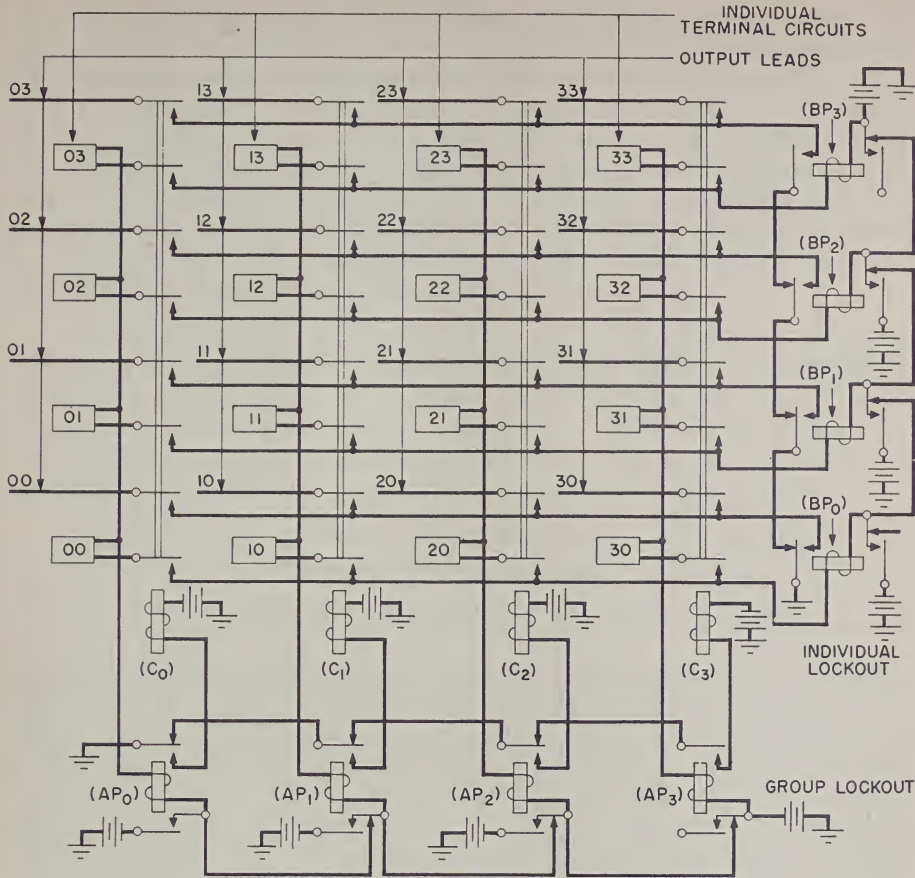 INDIVIDUAL
TERMINAL CIRCUITS
OUTPUT LEADS
03 13 23 33
(BP3)
03 13 23 33
02 12 22 32
(BP2)
02 12 22 32
01 11 21 31
(BP1)
01 11 21 31
00 10 20 30
(BP0)
00 10 20 30
INDIVIDUAL
LOCKOUT
(C0) (C1) (C2) (C3)
(AP0) (AP1) (AP2) (AP3) GROUP LOCKOUT